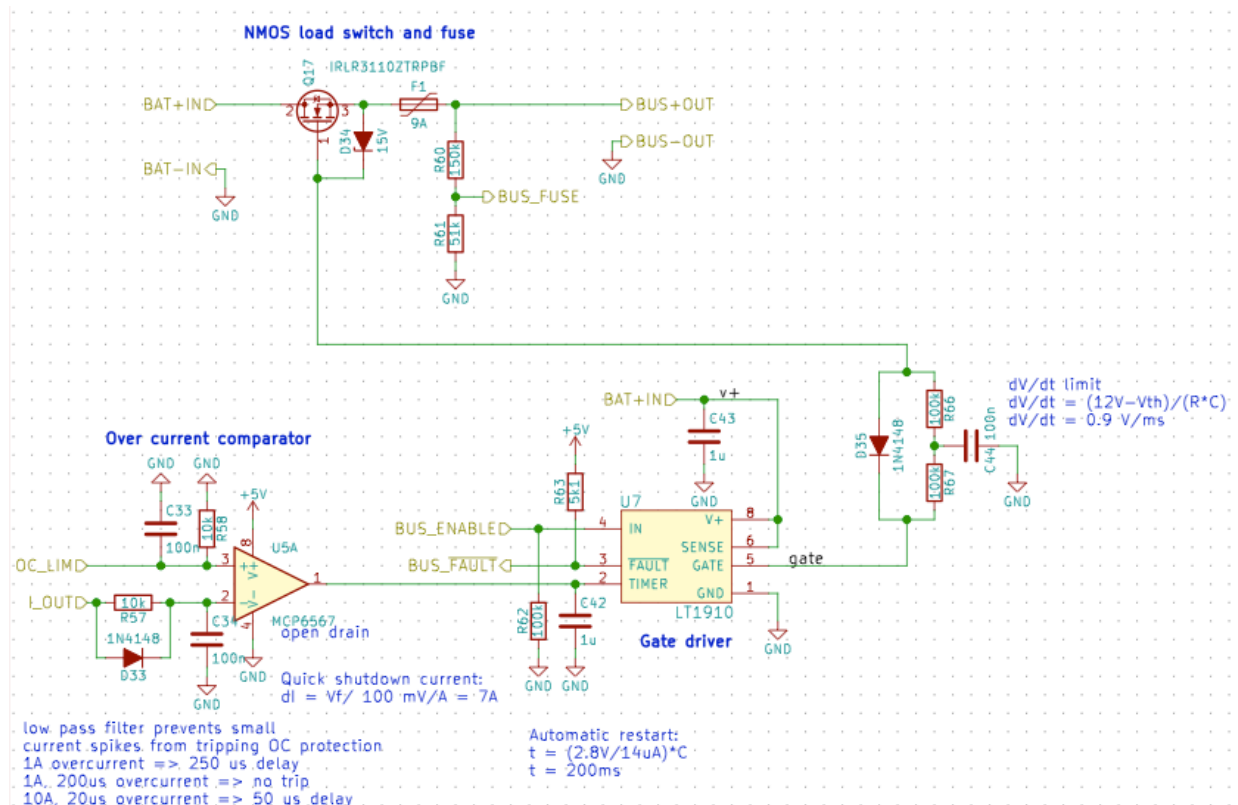 NMOS load switch and fuse
Q17
IRLR3110ZTRPBF
F1
BAT+IN
2
3
9A
BUS+OUT
1
D34
15V
R60
150k
BUS-OUT
BAT-IN
GND
GND
BUS_FUSE
R61
51k
GND
dV/dt limit
dV/dt = (12V-Vth)/(R*C)
dV/dt = 0.9 V/ms
BAT+IN
v+
C43
1u
GND
R66
100k
100n
C44
D35
1N4148
R67
100k
GND
Over current comparator
GND
GND
+5V
+5V
C33
100n
10k
R58
R63
5k1
U7
U5A
BUS_ENABLE
4
IN
V+
8
SENSE
6
OC_LIM
3
+
V+
8
1
BUS_FAULT
3
FAULT
GATE
5
gate
2
TIMER
GND
1
LT1910
I_OUT
10k
R57
2
-
V-
4
MCP6567
open drain
C34
100n
GND
1N4148
D33
GND
R62
100k
C42
1u
GND
GND
GND
Gate driver
Quick shutdown current:
dI = Vf/ 100 mV/A = 7A
low pass filter prevents small
current spikes from tripping OC protection
1A overcurrent => 250 us delay
1A, 200us overcurrent => no trip
10A, 20us overcurrent => 50 us delay
Automatic restart:
t = (2.8V/14uA)*C
t = 200ms